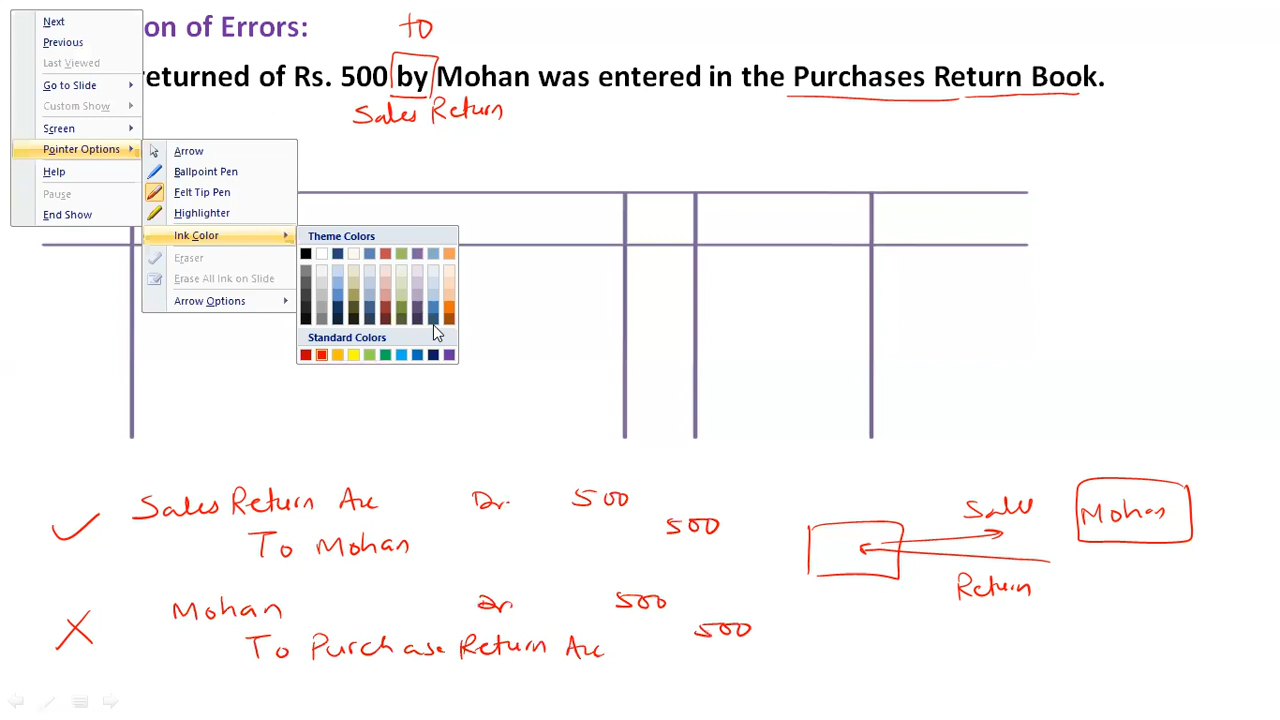 Next
Previous
Last Viewed
Go to Slide
Custom Show
Screen
Pointer Options
Help
Pause
End Show
Arrow
Ballpoint Pen
Felt Tip Pen
Highlighter
Ink Color
Eraser
Erase All Ink on Slide
Arrow Options
Theme Colors
Standard Colors
on of Errors:
to
returned of Rs. 500 by Mohan was entered in the Purchases Return Book.
Sales Return
Sales Return A/c Dr. 500
To Mohan 500
Mohan Dr. 500
To Purchase Return A/c 500
Sales
Mohan
Return